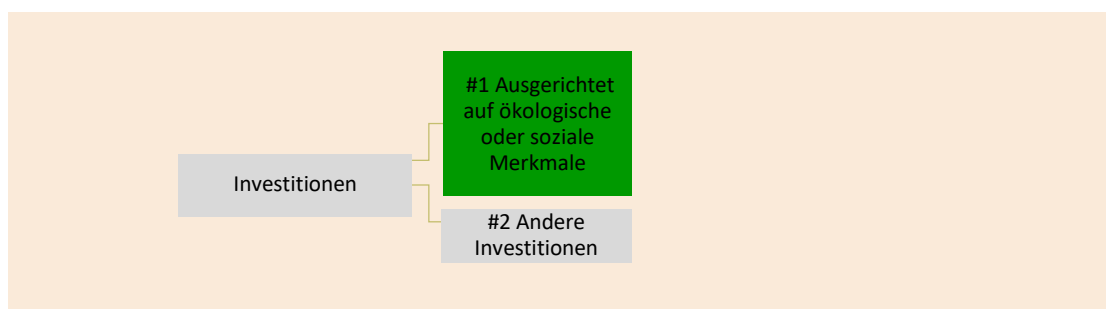 #1 Ausgerichtet
auf ökologische
oder soziale
Merkmale
Investitionen
#2 Andere
Investitionen